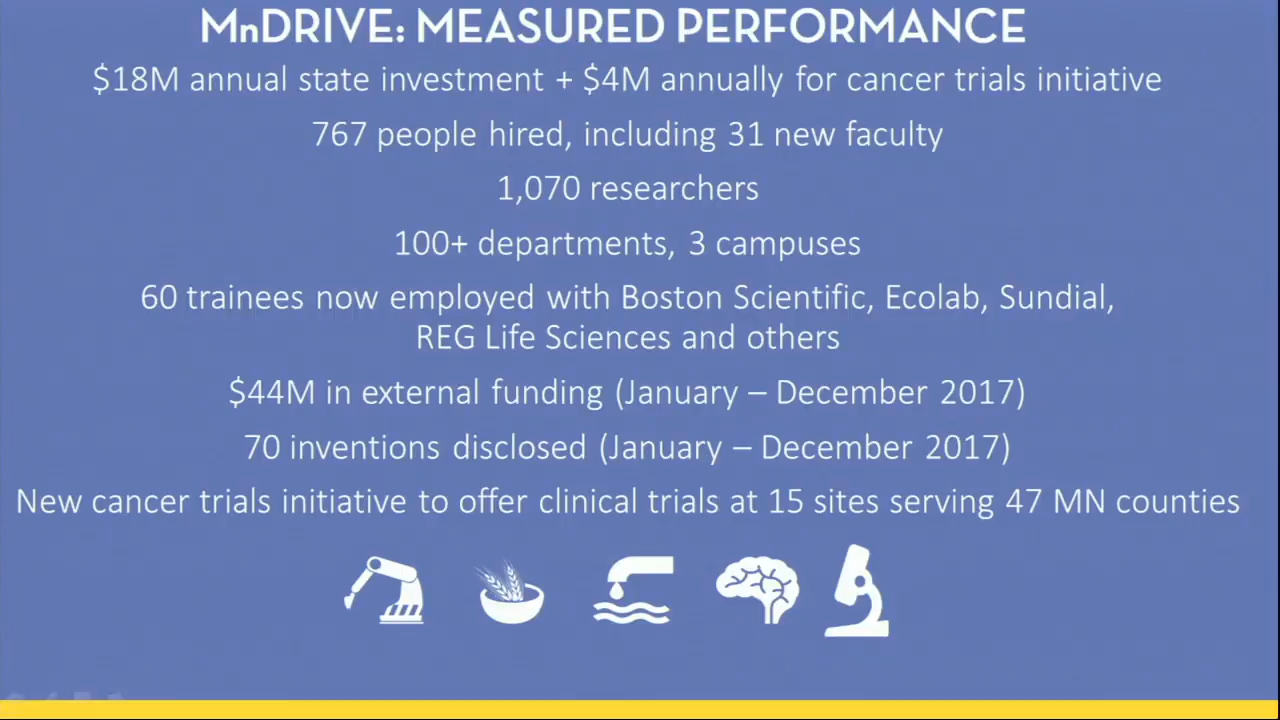 MnDRIVE: MEASURED PERFORMANCE
$18M annual state investment + $4M annually for cancer trials initiative
767 people hired, including 31 new faculty
1,070 researchers
100+ departments, 3 campuses
60 trainees now employed with Boston Scientific, Ecolab, Sundial,
REG Life Sciences and others
$44M in external funding (January – December 2017)
70 inventions disclosed (January – December 2017)
New cancer trials initiative to offer clinical trials at 15 sites serving 47 MN counties